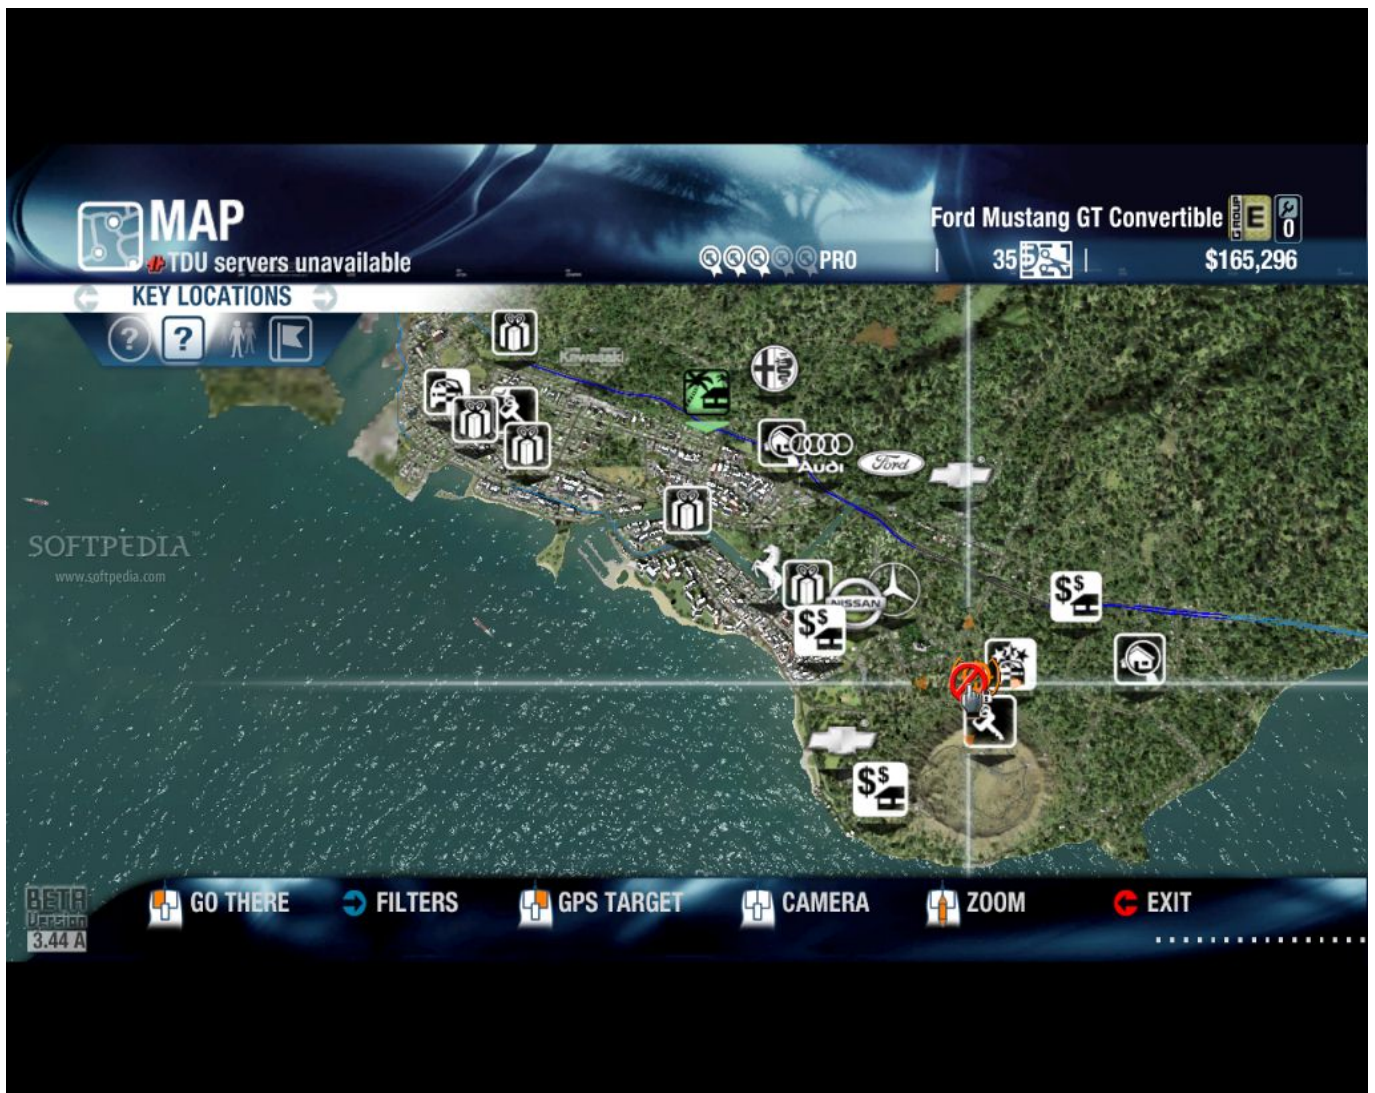 MAP
TDU servers unavailable
Ford Mustang GT Convertible
GROUP
E
0
PRO
35
$165,296
KEY LOCATIONS
?
?
Kawasaki
Audi
Ford
SOFTPEDIA
www.softpedia.com
NISSAN
$$
$$
$$
BETA
Version
3.44 A
GO THERE
FILTERS
GPS TARGET
CAMERA
ZOOM
EXIT